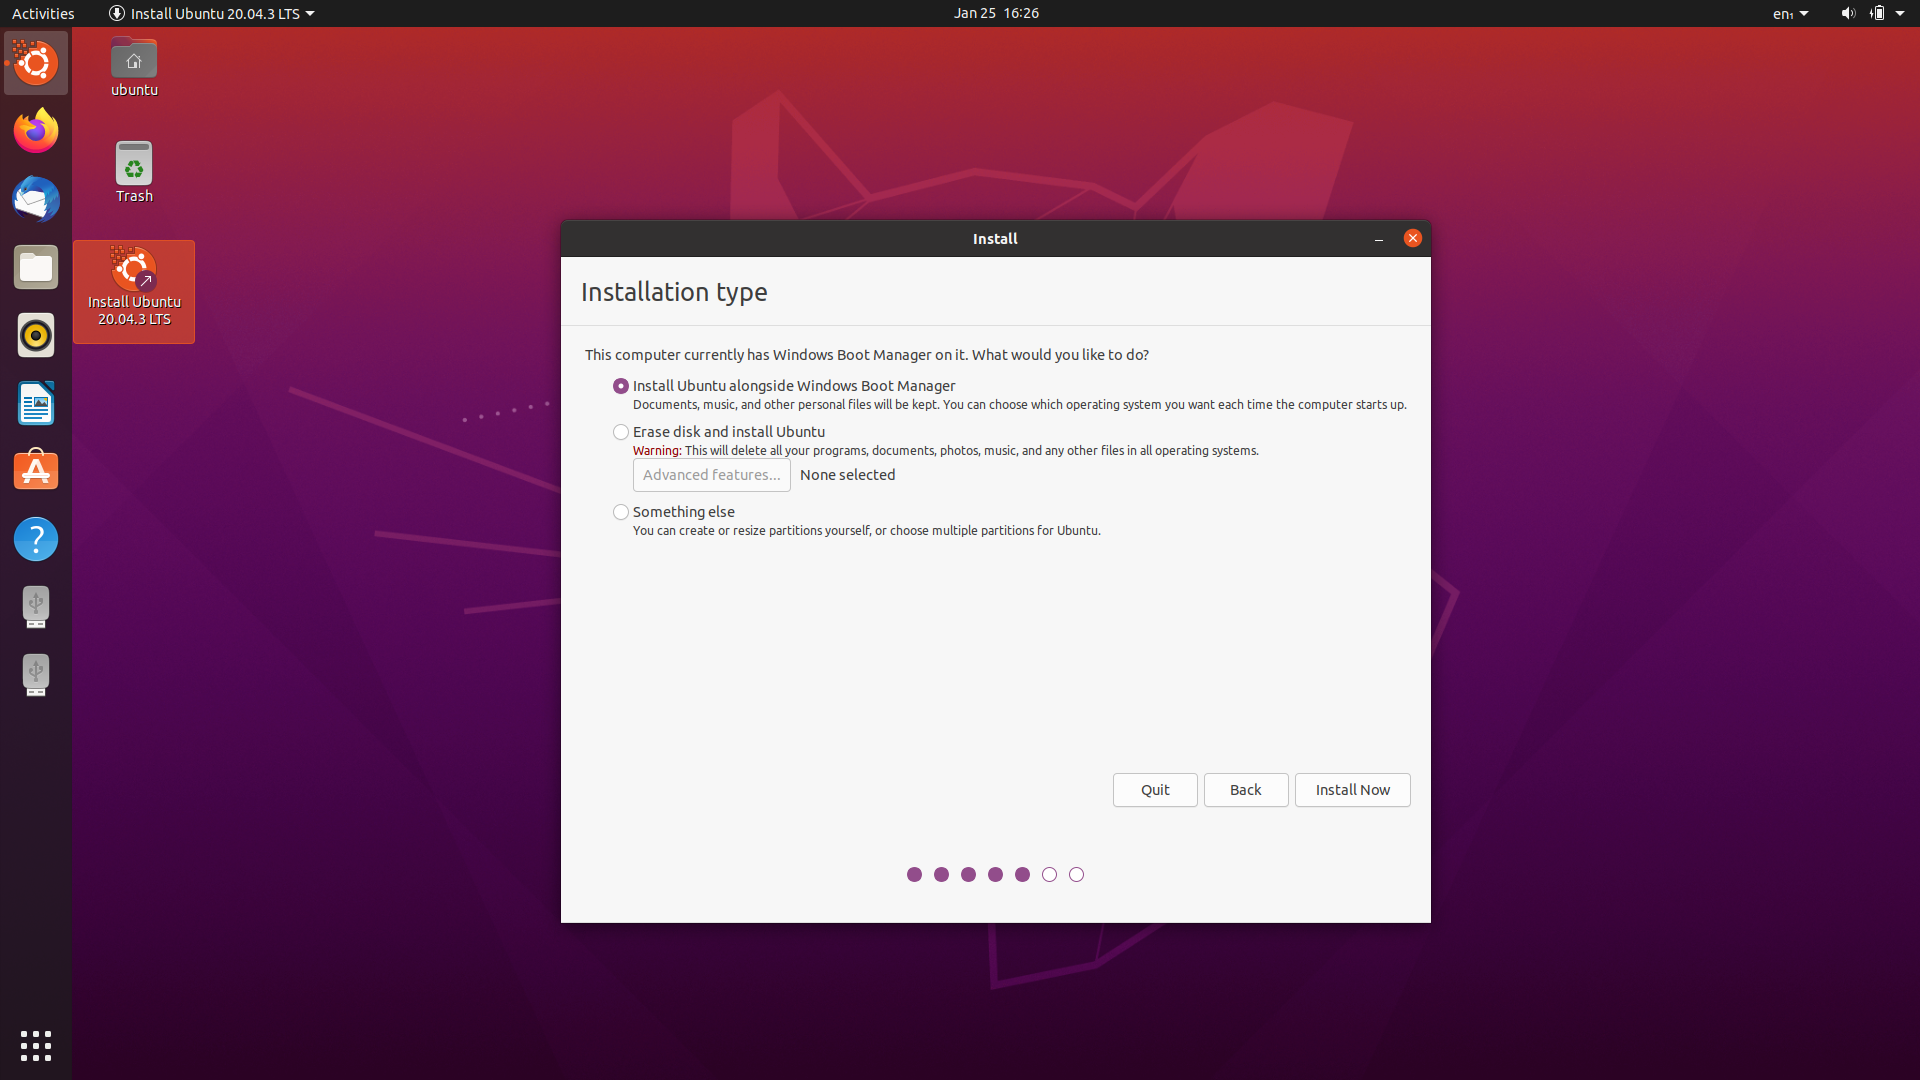 Activities
Install Ubuntu 20.04.3 LTS
Jan 25 16:26
en₁
ubuntu
Trash
Install Ubuntu
20.04.3 LTS
Install
Installation type
This computer currently has Windows Boot Manager on it. What would you like to do?
Install Ubuntu alongside Windows Boot Manager
Documents, music, and other personal files will be kept. You can choose which operating system you want each time the computer starts up.
Erase disk and install Ubuntu
Warning: This will delete all your programs, documents, photos, music, and any other files in all operating systems.
Advanced features... None selected
Something else
You can create or resize partitions yourself, or choose multiple partitions for Ubuntu.
Quit
Back
Install Now